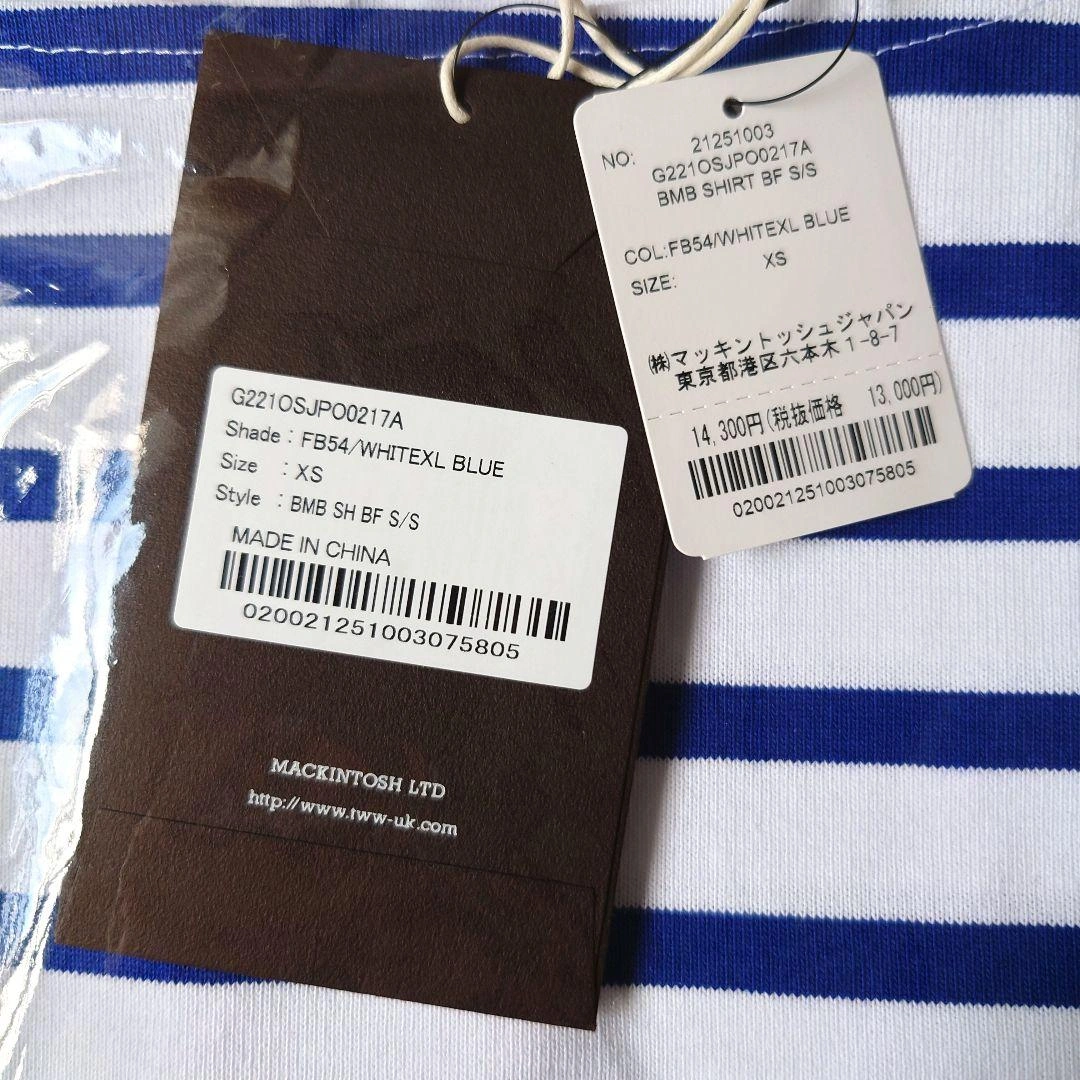 G221OSJPO0217A
Shade : FB54/WHITEXL BLUE
Size : XS
Style : BMB SH BF S/S
MADE IN CHINA
020021251003075805
MACKINTOSH LTD
http://www.tww-uk.com
NO: 21251003
G221OSJPO0217A
BMB SHIRT BF S/S
COL:FB54/WHITEXL BLUE
SIZE: XS
㈱マッキントッシュジャパン
東京都港区六本木1-8-7
14,300円(税抜価格 13,000円)
020021251003075805